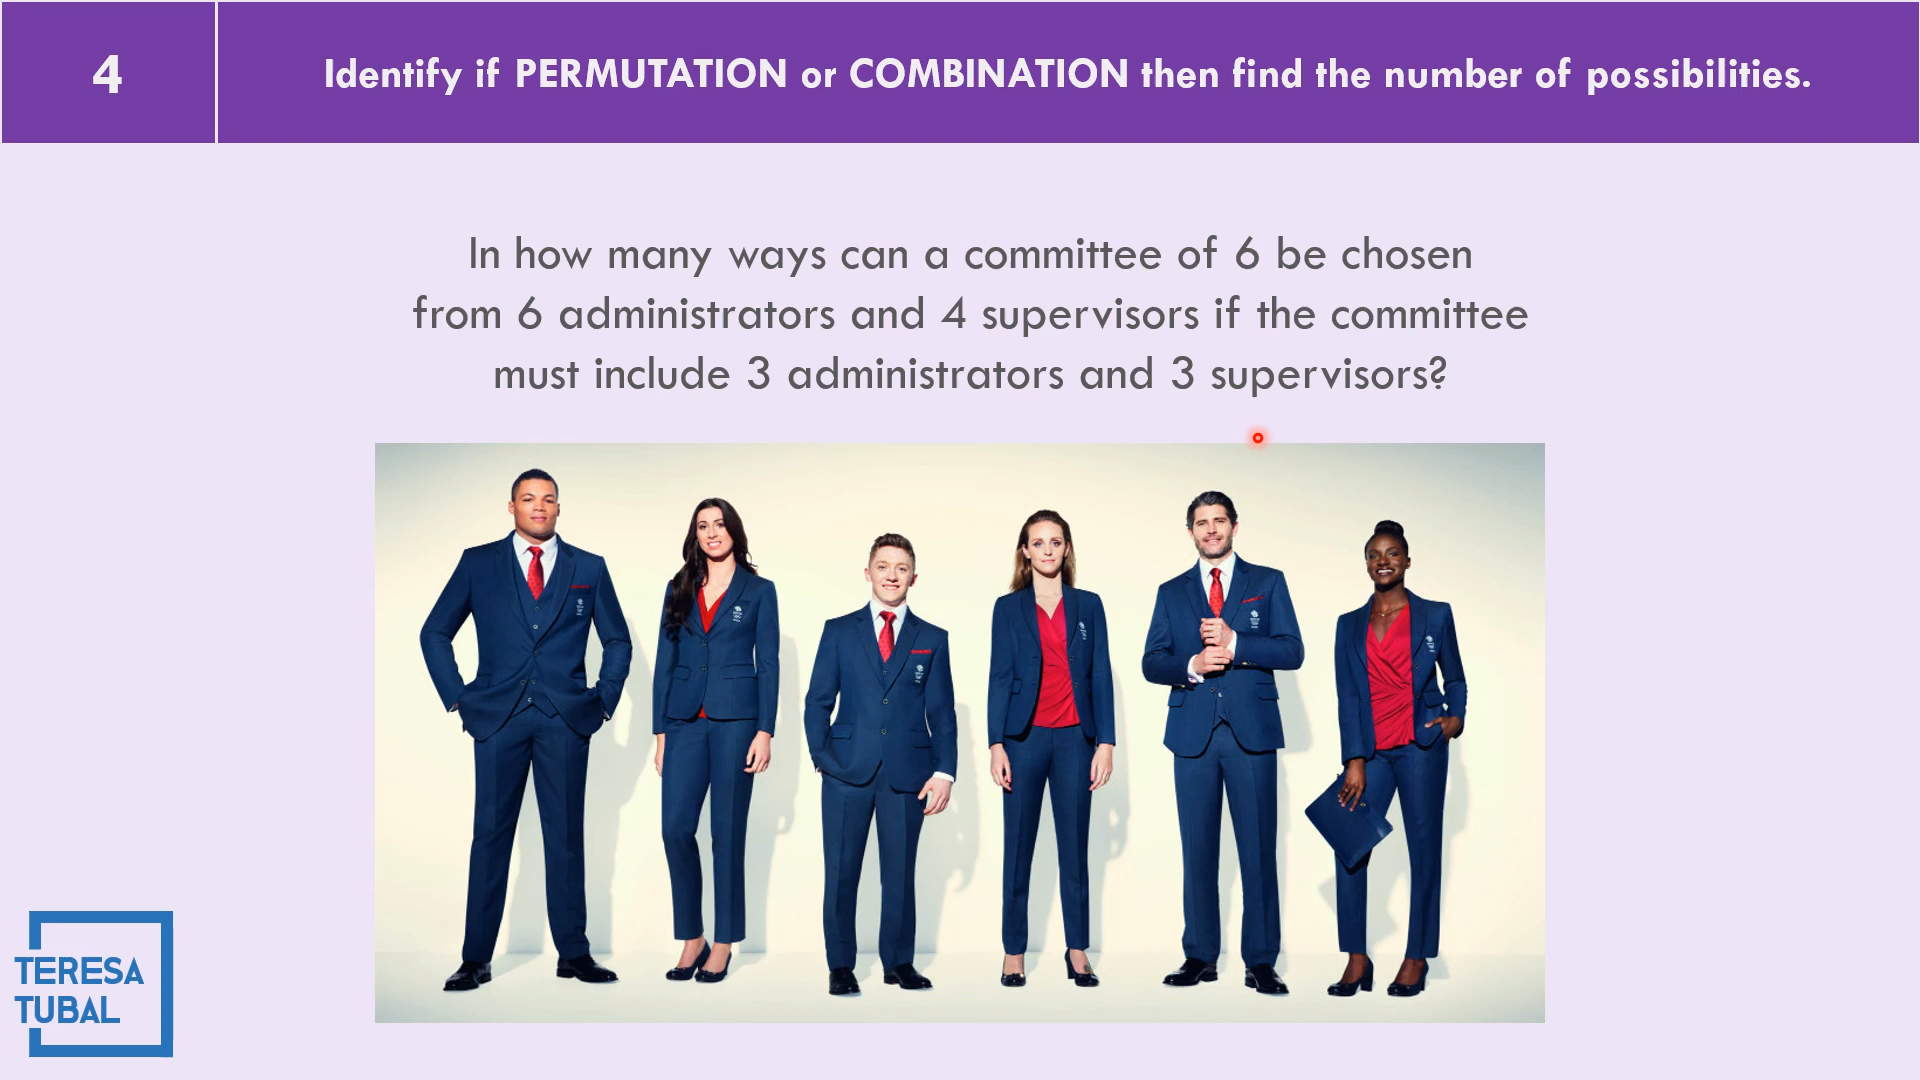 4
Identify if PERMUTATION or COMBINATION then find the number of possibilities.
In how many ways can a committee of 6 be chosen
from 6 administrators and 4 supervisors if the committee
must include 3 administrators and 3 supervisors?
TERESA
TUBAL